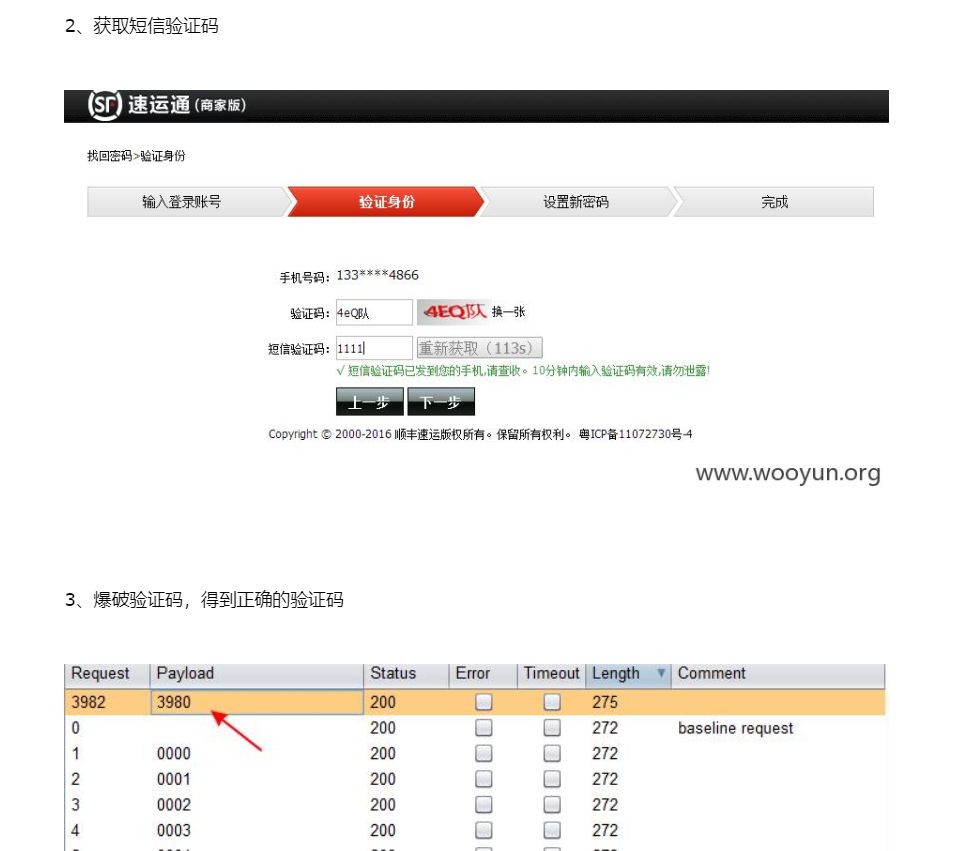 2、获取短信验证码
SF 速运通(商家版)
找回密码>验证身份
输入登录账号 验证身份 设置新密码 完成
手机号码: 133****4866
验证码: 4eQ队 4EQ队 换一张
短信验证码: 1111 重新获取（113s）
√ 短信验证码已发到您的手机,请查收。10分钟内输入验证码有效,请勿泄露!
上一步 下一步
Copyright © 2000-2016 顺丰速运版权所有。保留所有权利。 粤ICP备11072730号-4
www.wooyun.org
3、爆破验证码，得到正确的验证码
Request Payload Status Error Timeout Length Comment
3982 3980 200 275
0 200 272 baseline request
1 0000 200 272
2 0001 200 272
3 0002 200 272
4 0003 200 272